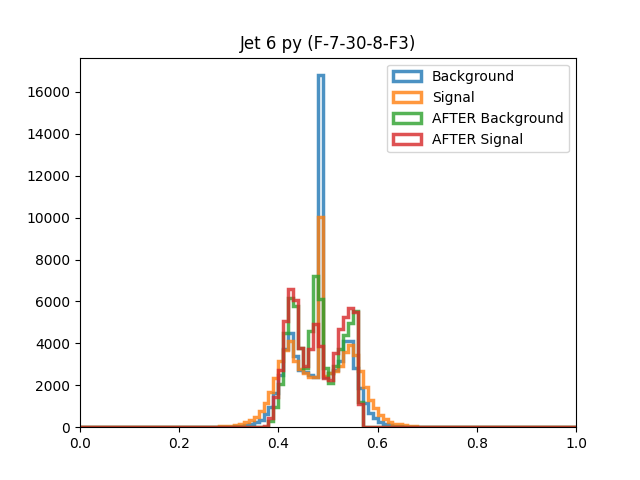 Jet 6 py (F-7-30-8-F3)
Background
Signal
AFTER Background
AFTER Signal
16000
14000
12000
10000
8000
6000
4000
2000
0
0.0 0.2 0.4 0.6 0.8 1.0